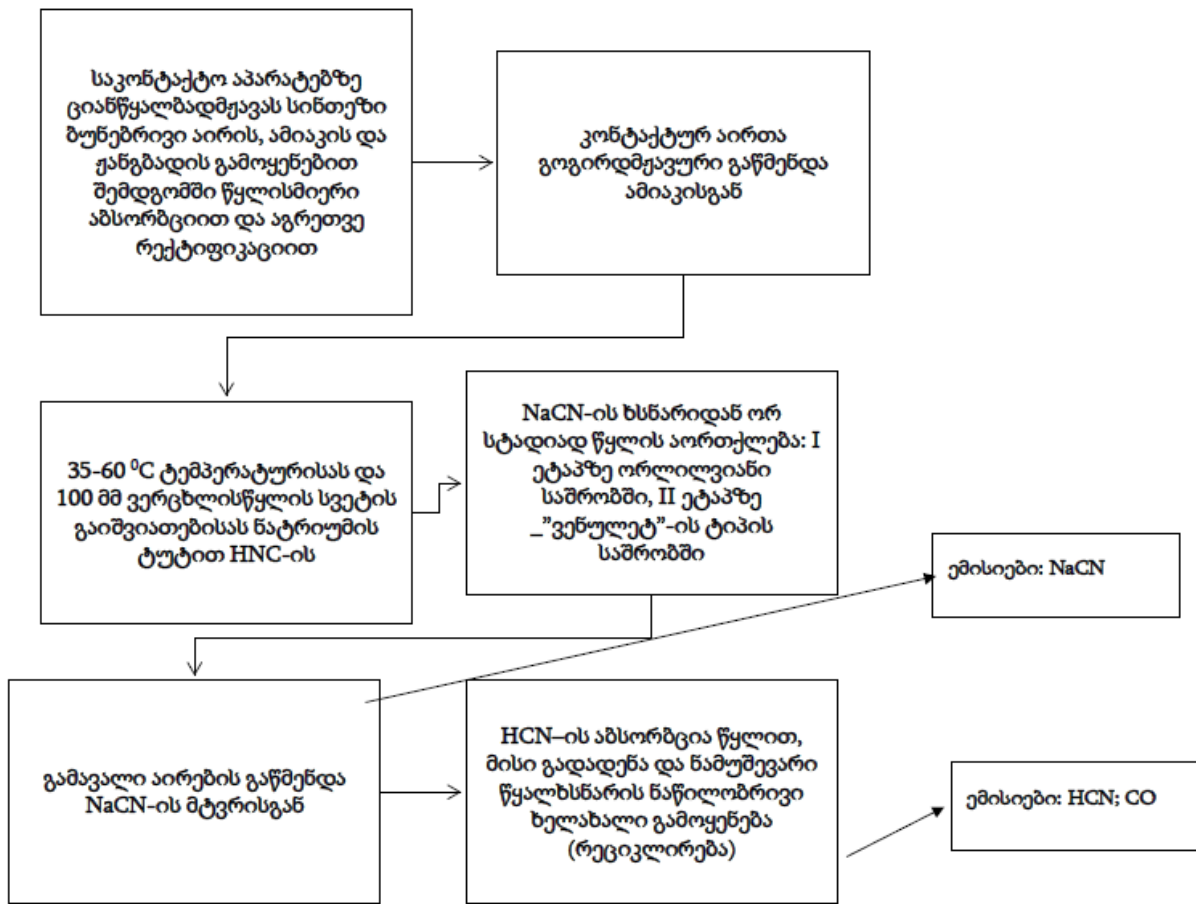 საკონტაქტო აპარატებზე
ციანწყალბადმჟავას სინთეზი
ბუნებრივი აირის, ამიაკის და
ჟანგბადის გამოყენებით
შემდგომში წყლისმიერი
აბსორბციით და აგრეთვე
რექტიფიკაციით
კონტაქტურ აირთა
გოგირდმჟავური გაწმენდა
ამიაკისგან
35-60 ⁰C ტემპერატურისას და
100 მმ ვერცხლისწყლის სვეტის
გაიშვიათებისას ნატრიუმის
ტუტით HNC-ის
NaCN-ის ხსნარიდან ორ
სტადიად წყლის აორთქლება: I
ეტაპზე ორლილვიანი
საშრობში, II ეტაპზე
_”ვენულეტ”-ის ტიპის
საშრობში
ემისიები: NaCN
გამავალი აირების გაწმენდა
NaCN-ის მტვრისგან
HCN–ის აბსორბცია წყლით,
მისი გადადენა და ნამუშევარი
წყალხსნარის ნაწილობრივი
ხელახალი გამოყენება
(რეციკლირება)
ემისიები: HCN; CO